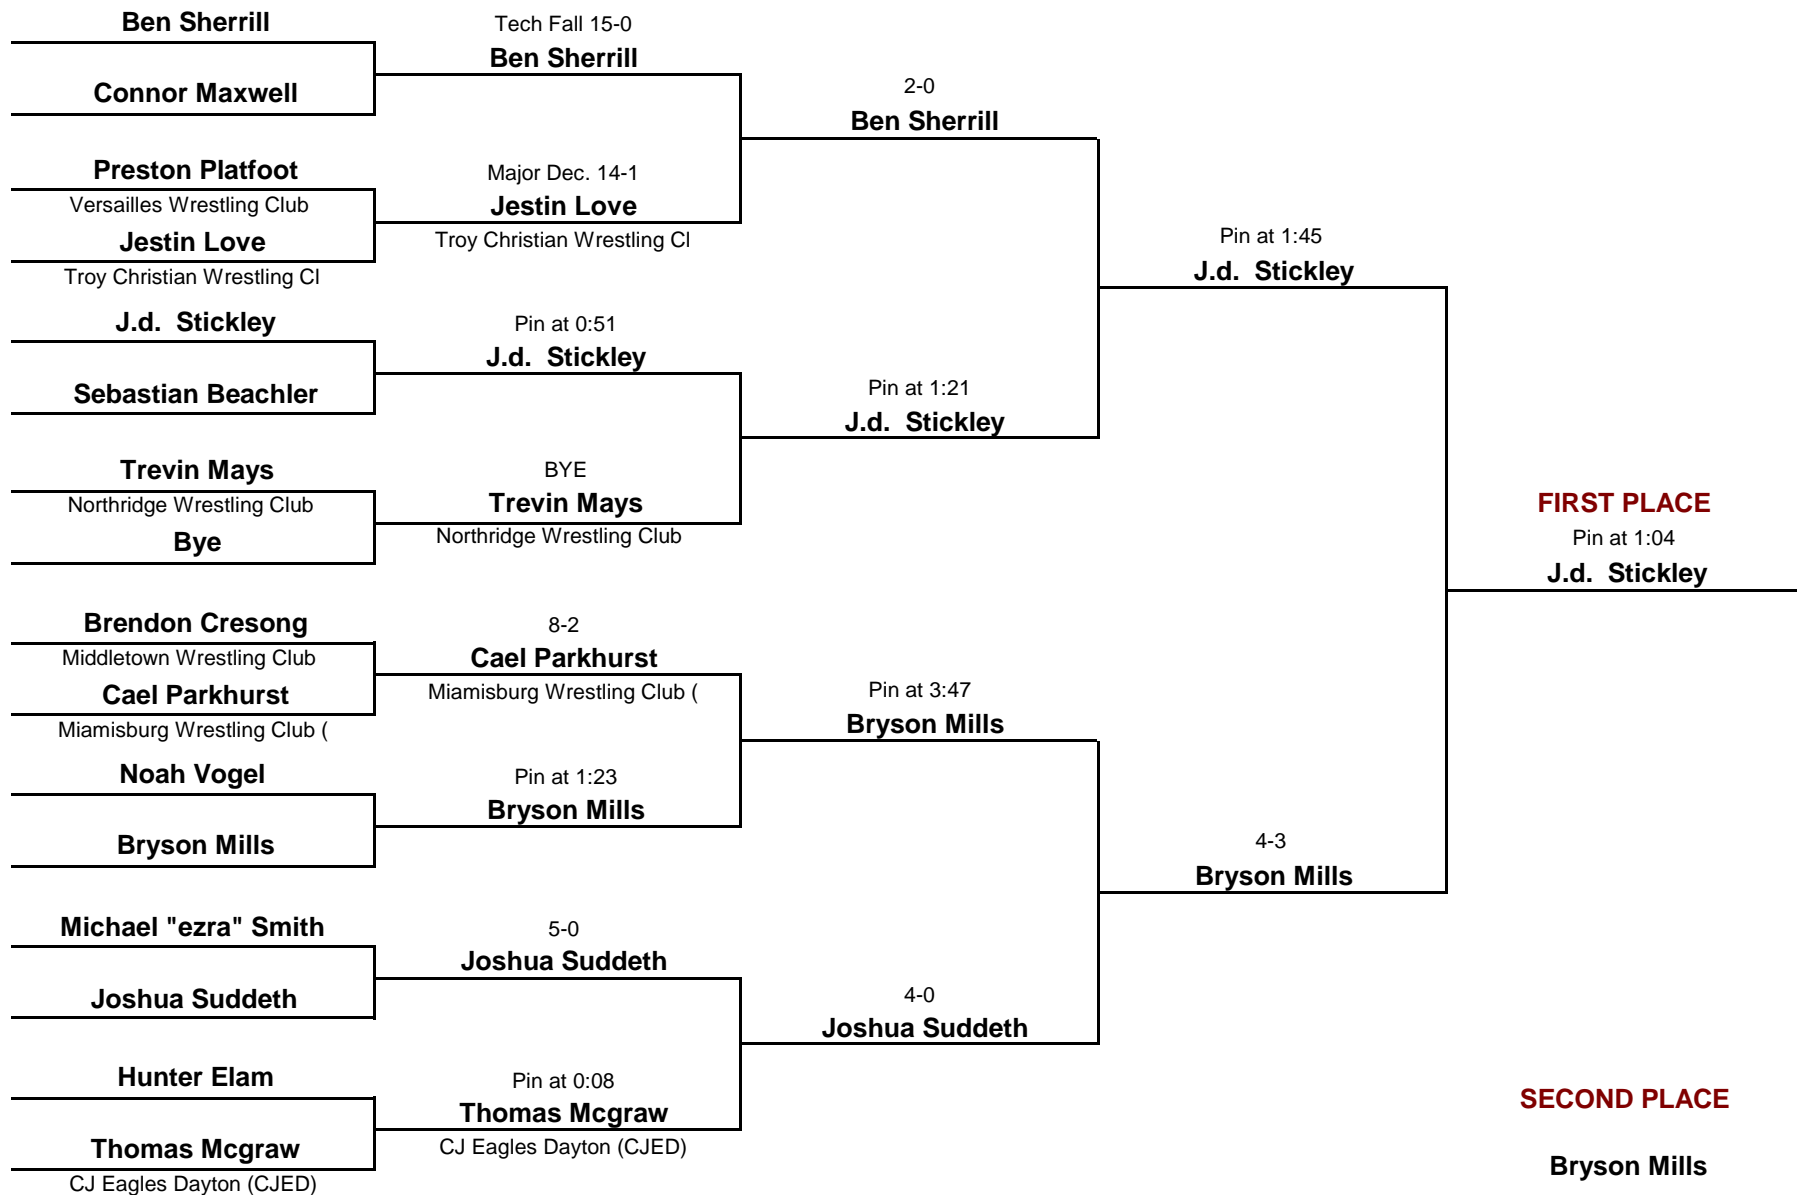 Ben Sherrill
Connor Maxwell
Preston Platfoot
Versailles Wrestling Club
Jestin Love
Troy Christian Wrestling Cl
J.d.  Stickley
Sebastian Beachler
Trevin Mays
Northridge Wrestling Club
Bye
Brendon Cresong
Middletown Wrestling Club
Cael Parkhurst
Miamisburg Wrestling Club (
Noah Vogel
Bryson Mills
Michael "ezra" Smith
Joshua Suddeth
Hunter Elam
Thomas Mcgraw
CJ Eagles Dayton (CJED)
Tech Fall 15-0
Ben Sherrill
Major Dec. 14-1
Jestin Love
Troy Christian Wrestling Cl
Pin at 0:51
J.d.  Stickley
BYE
Trevin Mays
Northridge Wrestling Club
8-2
Cael Parkhurst
Miamisburg Wrestling Club (
Pin at 1:23
Bryson Mills
5-0
Joshua Suddeth
Pin at 0:08
Thomas Mcgraw
CJ Eagles Dayton (CJED)
2-0
Ben Sherrill
Pin at 1:21
J.d.  Stickley
Pin at 3:47
Bryson Mills
4-0
Joshua Suddeth
Pin at 1:45
J.d.  Stickley
4-3
Bryson Mills
FIRST PLACE
Pin at 1:04
J.d.  Stickley
SECOND PLACE
Bryson Mills